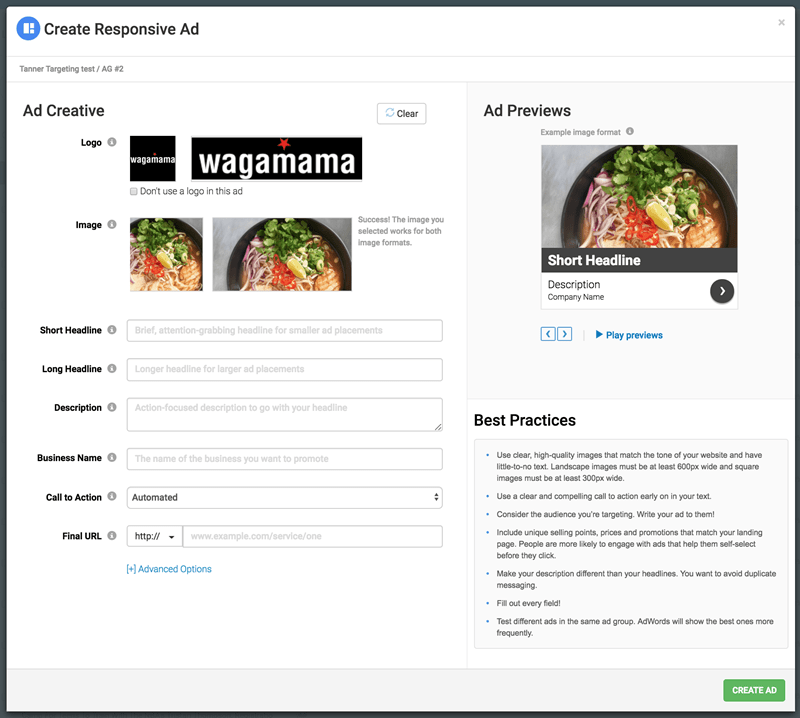 Create Responsive Ad
×
Tanner Targeting test / AG #2
Ad Creative
Clear
Logo
wagamama
wagamama
Don't use a logo in this ad
Image
Success! The image you
selected works for both
image formats.
Short Headline
Brief, attention-grabbing headline for smaller ad placements
Long Headline
Longer headline for larger ad placements
Description
Action-focused description to go with your headline
Business Name
The name of the business you want to promote
Call to Action
Automated
Final URL
http://
www.example.com/service/one
[+] Advanced Options
Ad Previews
Example image format
Short Headline
Description
Company Name
Play previews
Best Practices
• Use clear, high-quality images that match the tone of your website and have
little-to-no text. Landscape images must be at least 600px wide and square
images must be at least 300px wide.
• Use a clear and compelling call to action early on in your text.
• Consider the audience you're targeting. Write your ad to them!
• Include unique selling points, prices and promotions that match your landing
page. People are more likely to engage with ads that help them self-select
before they click.
• Make your description different than your headlines. You want to avoid duplicate
messaging.
• Fill out every field!
• Test different ads in the same ad group. AdWords will show the best ones more
frequently.
CREATE AD